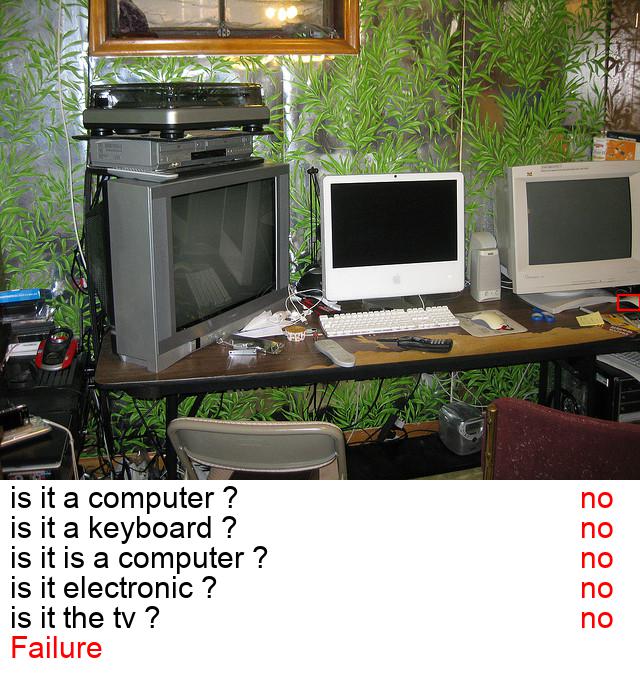 is it a computer ? no
is it a keyboard ? no
is it is a computer ? no
is it electronic ? no
is it the tv ? no
Failure